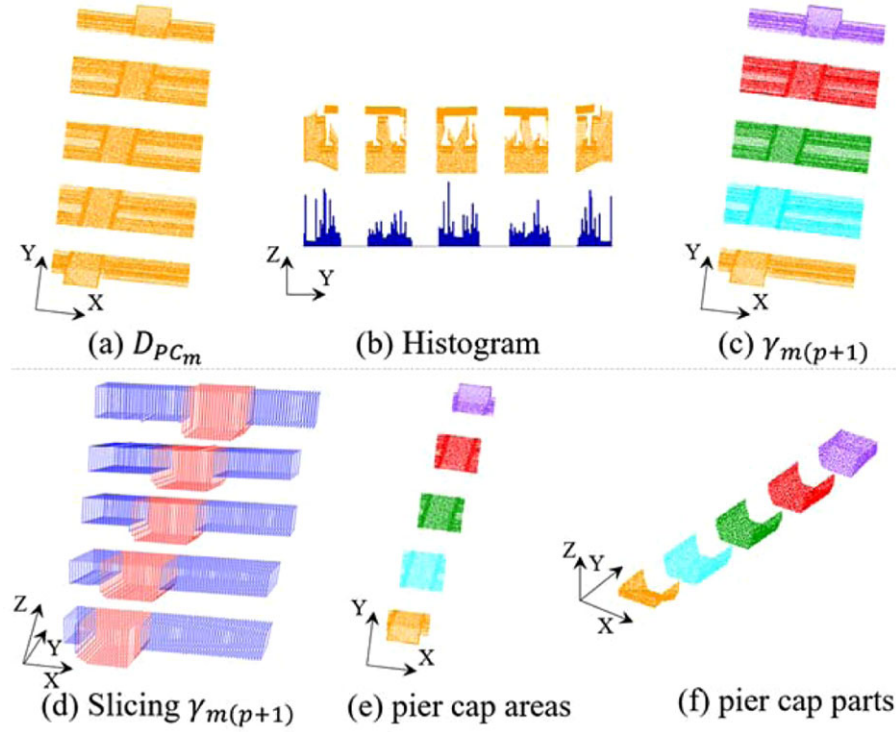 Y
X
(a) D_{PC_m}
Z
Y
(b) Histogram
Y
X
(c) γ_{m(p+1)}
Z
Y
X
(d) Slicing γ_{m(p+1)}
Y
X
(e) pier cap areas
Z
Y
X
(f) pier cap parts